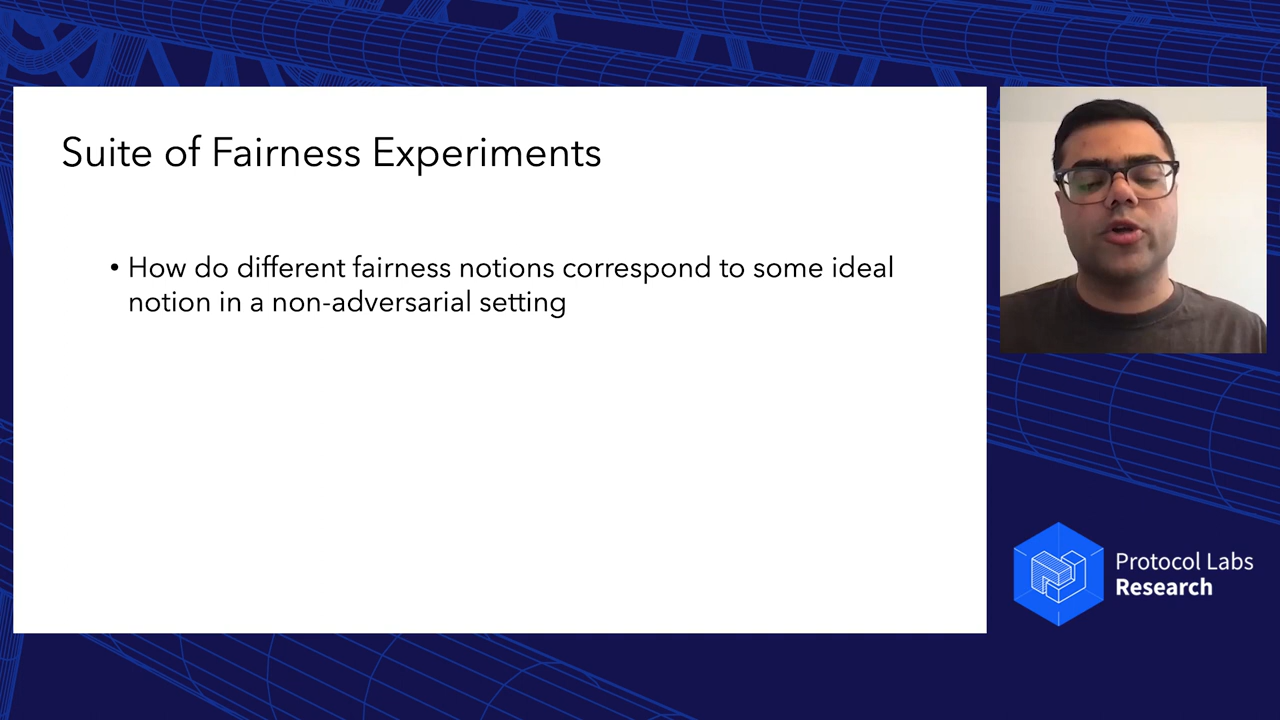 Suite of Fairness Experiments
• How do different fairness notions correspond to some ideal
notion in a non-adversarial setting
Protocol Labs
Research